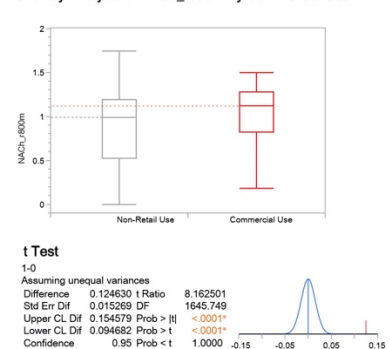 2
1.5
1
0.5
0
NACh_r800m
Non-Retail Use
Commercial Use
t Test
1-0
Assuming unequal variances
Difference 0.124630 t Ratio 8.162501
Std Err Dif 0.015269 DF 1645.749
Upper CL Dif 0.154579 Prob > |t| <.0001*
Lower CL Dif 0.094682 Prob > t <.0001*
Confidence 0.95 Prob < t 1.0000
-0.15 -0.05 0.05 0.15